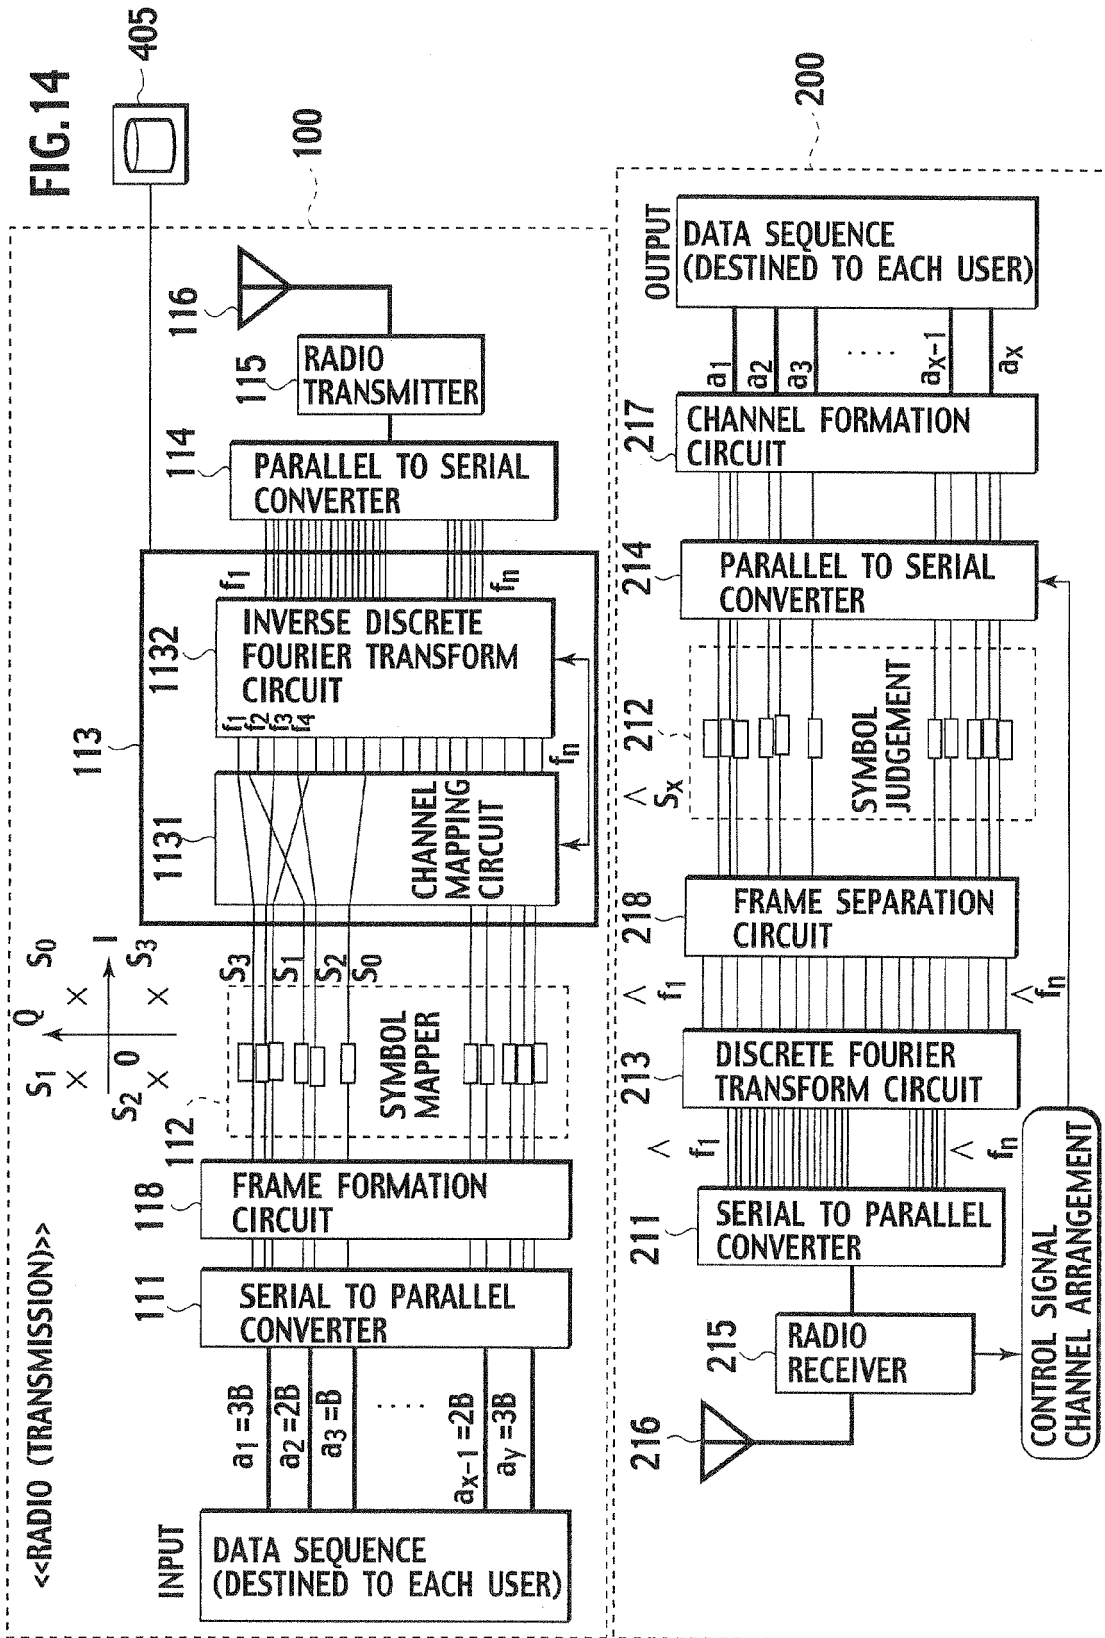 FIG.14
405
<<RADIO (TRANSMISSION)>>
100
INPUT
DATA SEQUENCE
(DESTINED TO EACH USER)
a1 =3B
a2 =2B
a3 =B
.....
ax-1 =2B
ay =3B
111
SERIAL TO PARALLEL
CONVERTER
118
FRAME FORMATION
CIRCUIT
112
SYMBOL
MAPPER
Q
I
0
S1
S0
S2
S3
S3
S1
S2
S0
113
1131
CHANNEL
MAPPING
CIRCUIT
1132
f1
f2
f3
f4
fn
INVERSE DISCRETE
FOURIER TRANSFORM
CIRCUIT
f1
fn
114
PARALLEL TO SERIAL
CONVERTER
115
RADIO
TRANSMITTER
116
200
216
215
RADIO
RECEIVER
CONTROL SIGNAL
CHANNEL ARRANGEMENT
211
SERIAL TO PARALLEL
CONVERTER
^
f1
^
fn
213
DISCRETE FOURIER
TRANSFORM CIRCUIT
^
f1
^
fn
218
FRAME SEPARATION
CIRCUIT
^
Sx
212
SYMBOL
JUDGEMENT
214
PARALLEL TO SERIAL
CONVERTER
217
CHANNEL FORMATION
CIRCUIT
a1
a2
a3
.....
ax-1
ax
OUTPUT
DATA SEQUENCE
(DESTINED TO EACH USER)